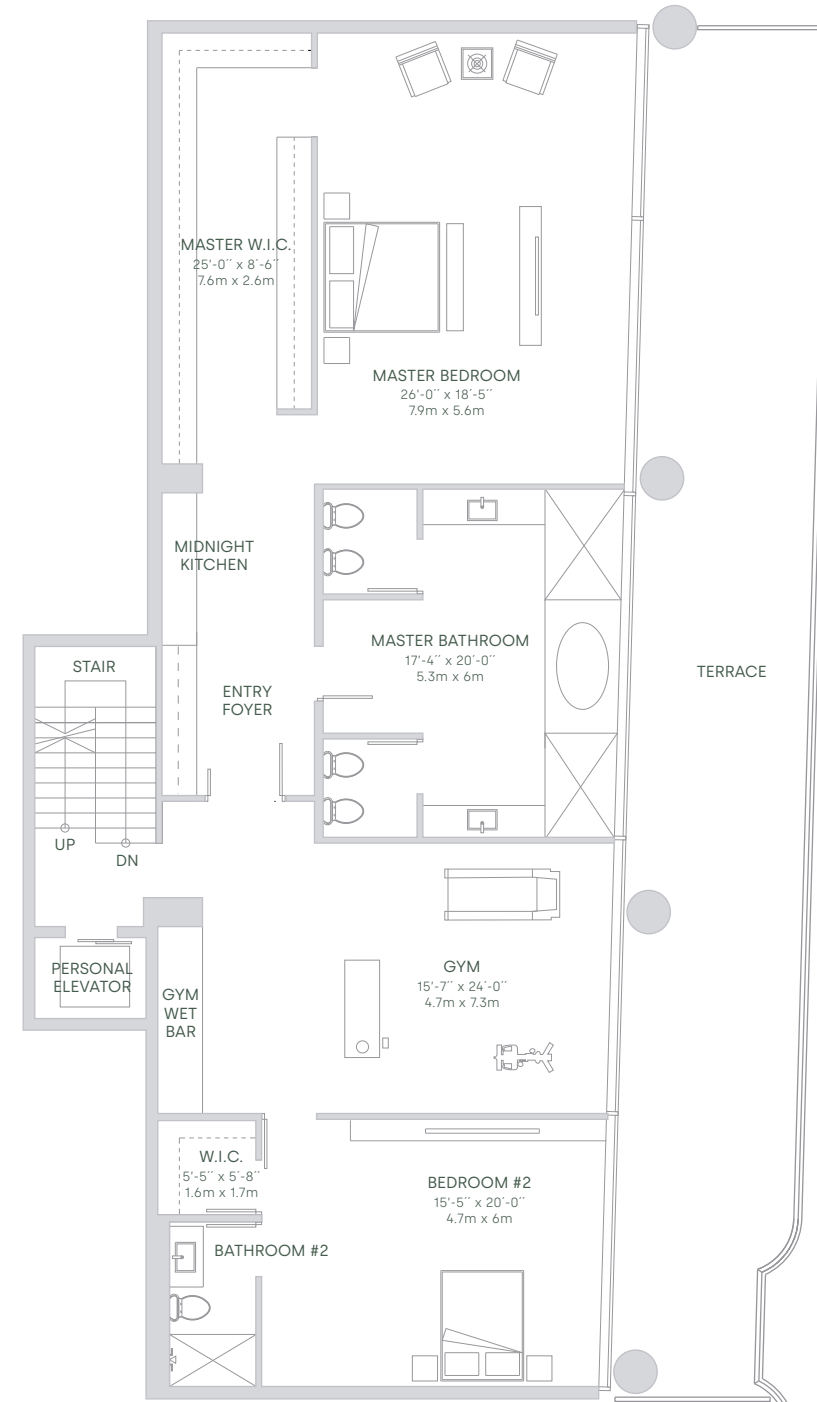 MASTER W.I.C.
25'-0´´ x 8´-6´´
7.6m x 2.6m
MASTER BEDROOM
26'-0´´ x 18´-5´´
7.9m x 5.6m
MIDNIGHT
KITCHEN
MASTER BATHROOM
17'-4´´ x 20´-0´´
5.3m x 6m
STAIR
ENTRY
FOYER
TERRACE
UP
DN
PERSONAL
ELEVATOR
GYM
WET
BAR
GYM
15'-7´´ x 24´-0´´
4.7m x 7.3m
W.I.C.
5'-5´´ x 5´-8´´
1.6m x 1.7m
BEDROOM #2
15'-5´´ x 20´-0´´
4.7m x 6m
BATHROOM #2